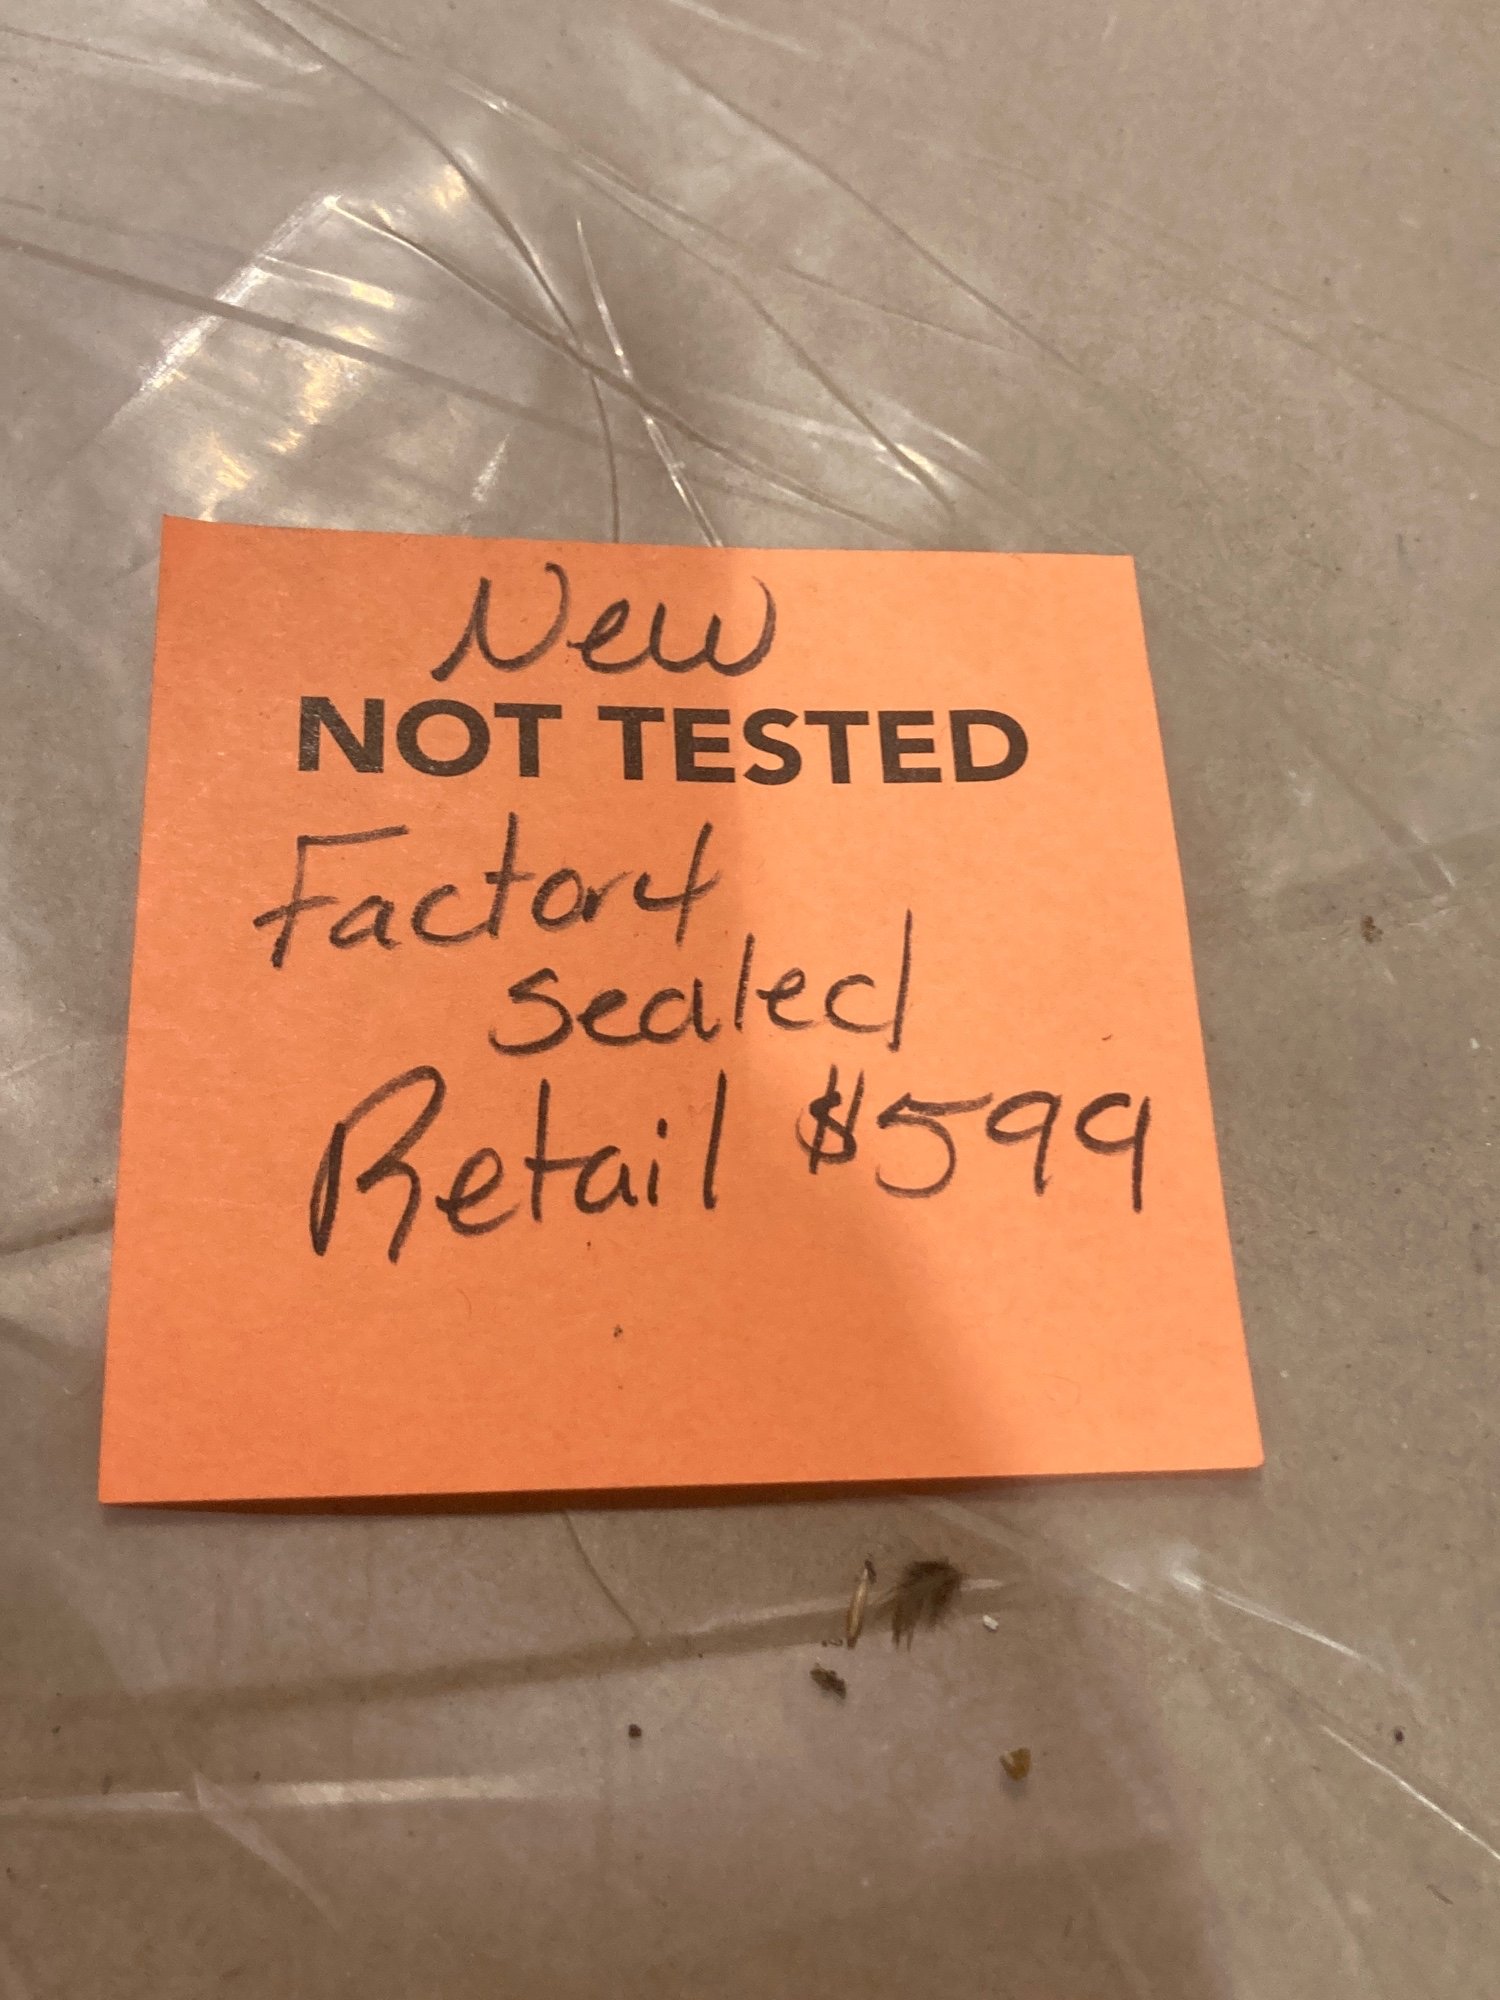 New
NOT TESTED
Factory
sealed
Retail $599